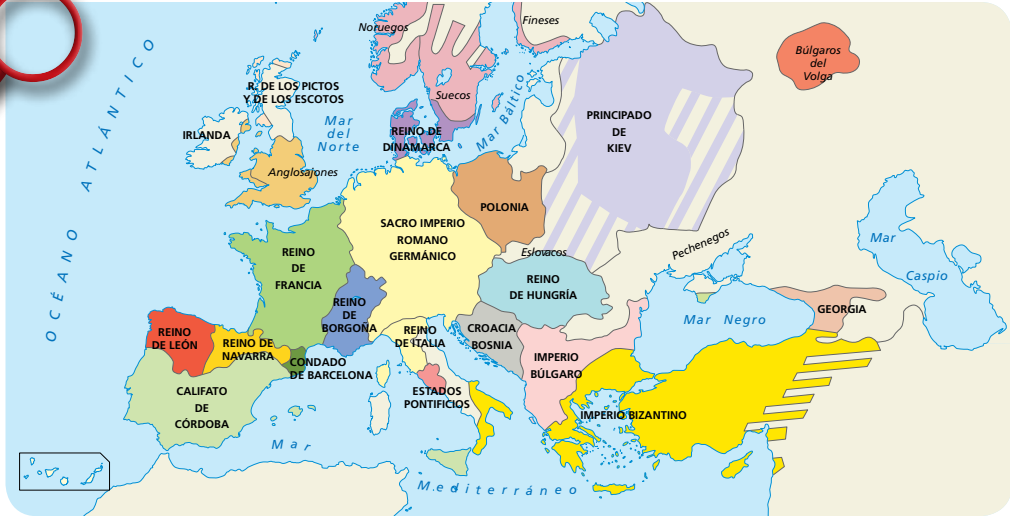 Noruegos
Fineses
Búlgaros
del
Volga
Suecos
R. DE LOS PICTOS
Y DE LOS ESCOTOS
OCÉANO ATLÁNTICO
Mar
del
Norte
Mar Báltico
IRLANDA
REINO DE
DINAMARCA
PRINCIPADO
DE
KIEV
Anglosajones
POLONIA
SACRO IMPERIO
ROMANO
GERMÁNICO
Eslovacos
Pechenegos
Mar
Caspio
REINO
DE
FRANCIA
REINO
DE HUNGRÍA
REINO
DE
BORGOÑA
REINO
DE LEÓN
REINO DE
NAVARRA
CONDADO
DE BARCELONA
REINO
DE ITALIA
CROACIA
BOSNIA
IMPERIO
BÚLGARO
Mar Negro
GEORGIA
CALIFATO
DE
CÓRDOBA
ESTADOS
PONTIFICIOS
IMPERIO BIZANTINO
Mar
Mediterráneo